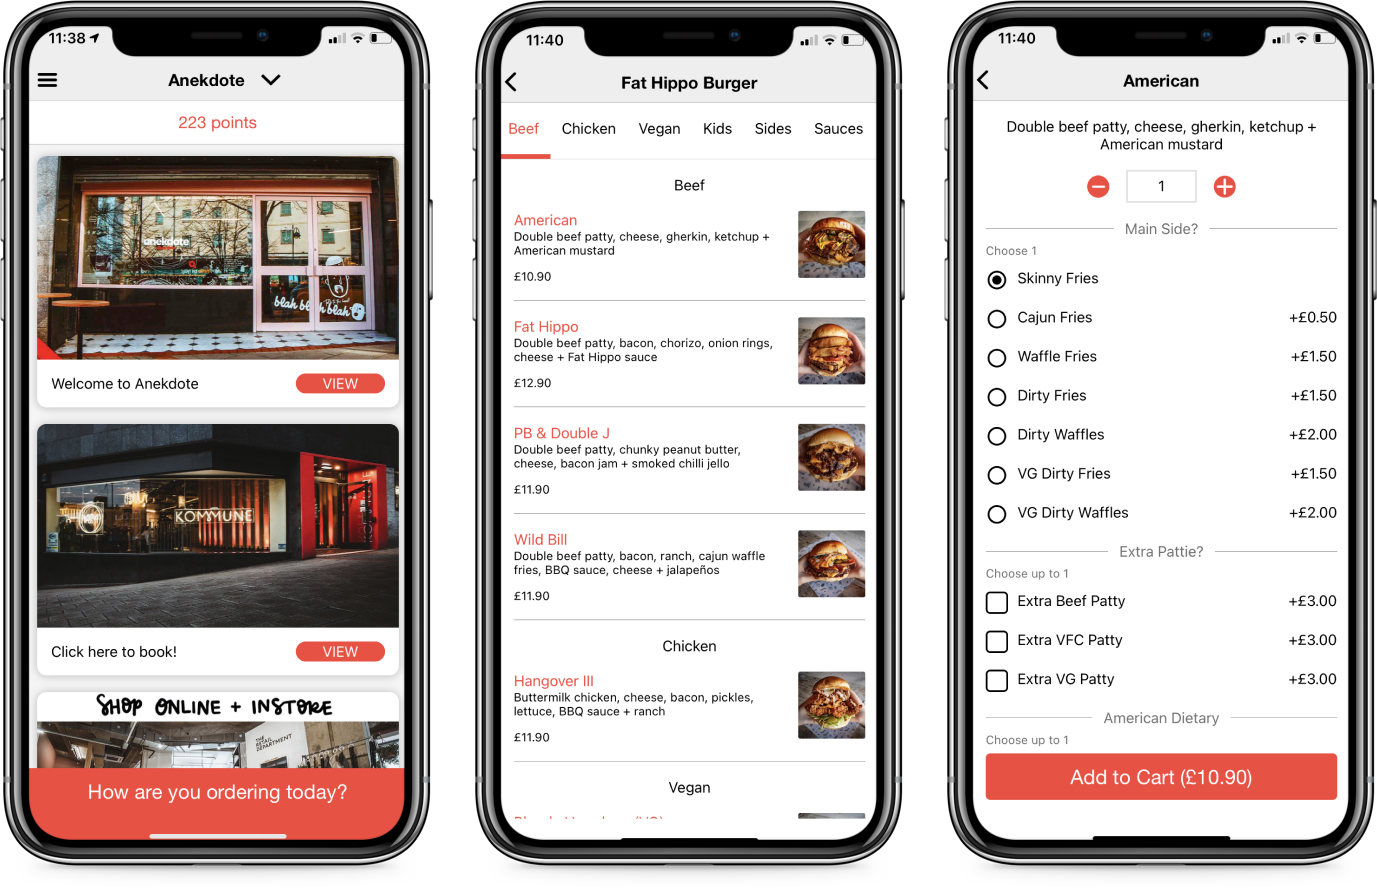 11:38
Anekdote
223 points
anekdote
blah blah blah
Welcome to Anekdote
VIEW
KOMMUNE
Click here to book!
VIEW
SHOP ONLINE + INSTORE
THE
RETAIL
DEPARTMENT
How are you ordering today?
11:40
Fat Hippo Burger
Beef
Chicken
Vegan
Kids
Sides
Sauces
Beef
American
Double beef patty, cheese, gherkin, ketchup +
American mustard
£10.90
Fat Hippo
Double beef patty, bacon, chorizo, onion rings,
cheese + Fat Hippo sauce
£12.90
PB & Double J
Double beef patty, chunky peanut butter,
cheese, bacon jam + smoked chilli jello
£11.90
Wild Bill
Double beef patty, bacon, ranch, cajun waffle
fries, BBQ sauce, cheese + jalapeños
£11.90
Chicken
Hangover III
Buttermilk chicken, cheese, bacon, pickles,
lettuce, BBQ sauce + ranch
£11.90
Vegan
11:40
American
Double beef patty, cheese, gherkin, ketchup +
American mustard
1
Main Side?
Choose 1
Skinny Fries
Cajun Fries +£0.50
Waffle Fries +£1.50
Dirty Fries +£1.50
Dirty Waffles +£2.00
VG Dirty Fries +£1.50
VG Dirty Waffles +£2.00
Extra Pattie?
Choose up to 1
Extra Beef Patty +£3.00
Extra VFC Patty +£3.00
Extra VG Patty +£3.00
American Dietary
Choose up to 1
Add to Cart (£10.90)